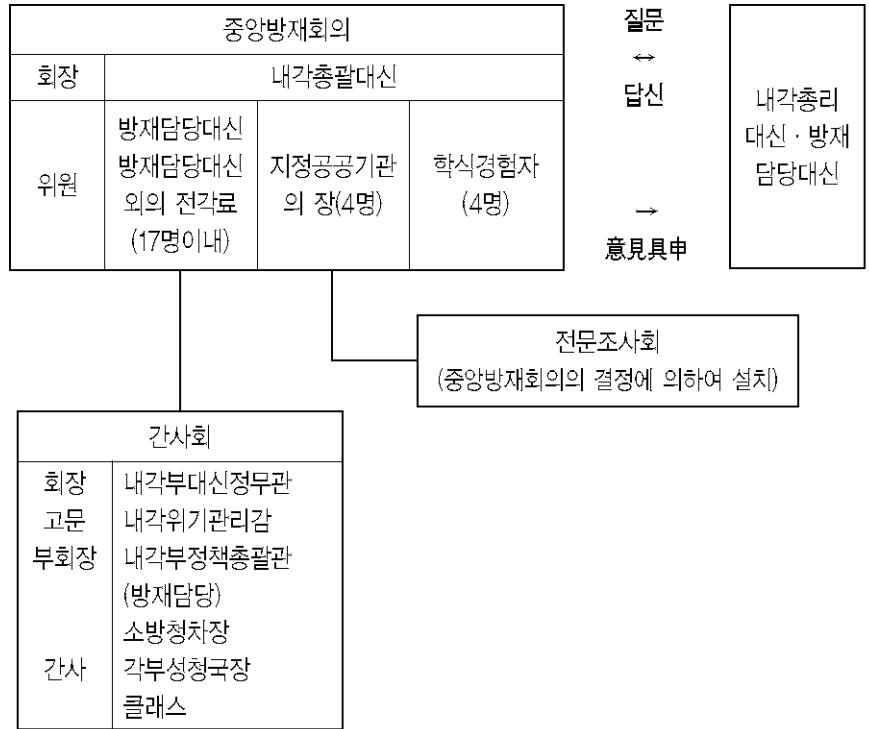 중앙방재회의
회장 내각총괄대신
위원
방재담당대신
방재담당대신
외의 전각료
(17명이내)
지정공공기관
의 장(4명)
학식경험자
(4명)
질문
↔
답신
→
意見具申
내각총리
대신·방재
담당대신
전문조사회
(중앙방재회의의 결정에 의하여 설치)
간사회
회장 내각부대신정무관
고문 내각위기관리감
부회장 내각부정책총괄관
(방재담당)
소방청차장
간사 각부성청국장
클래스